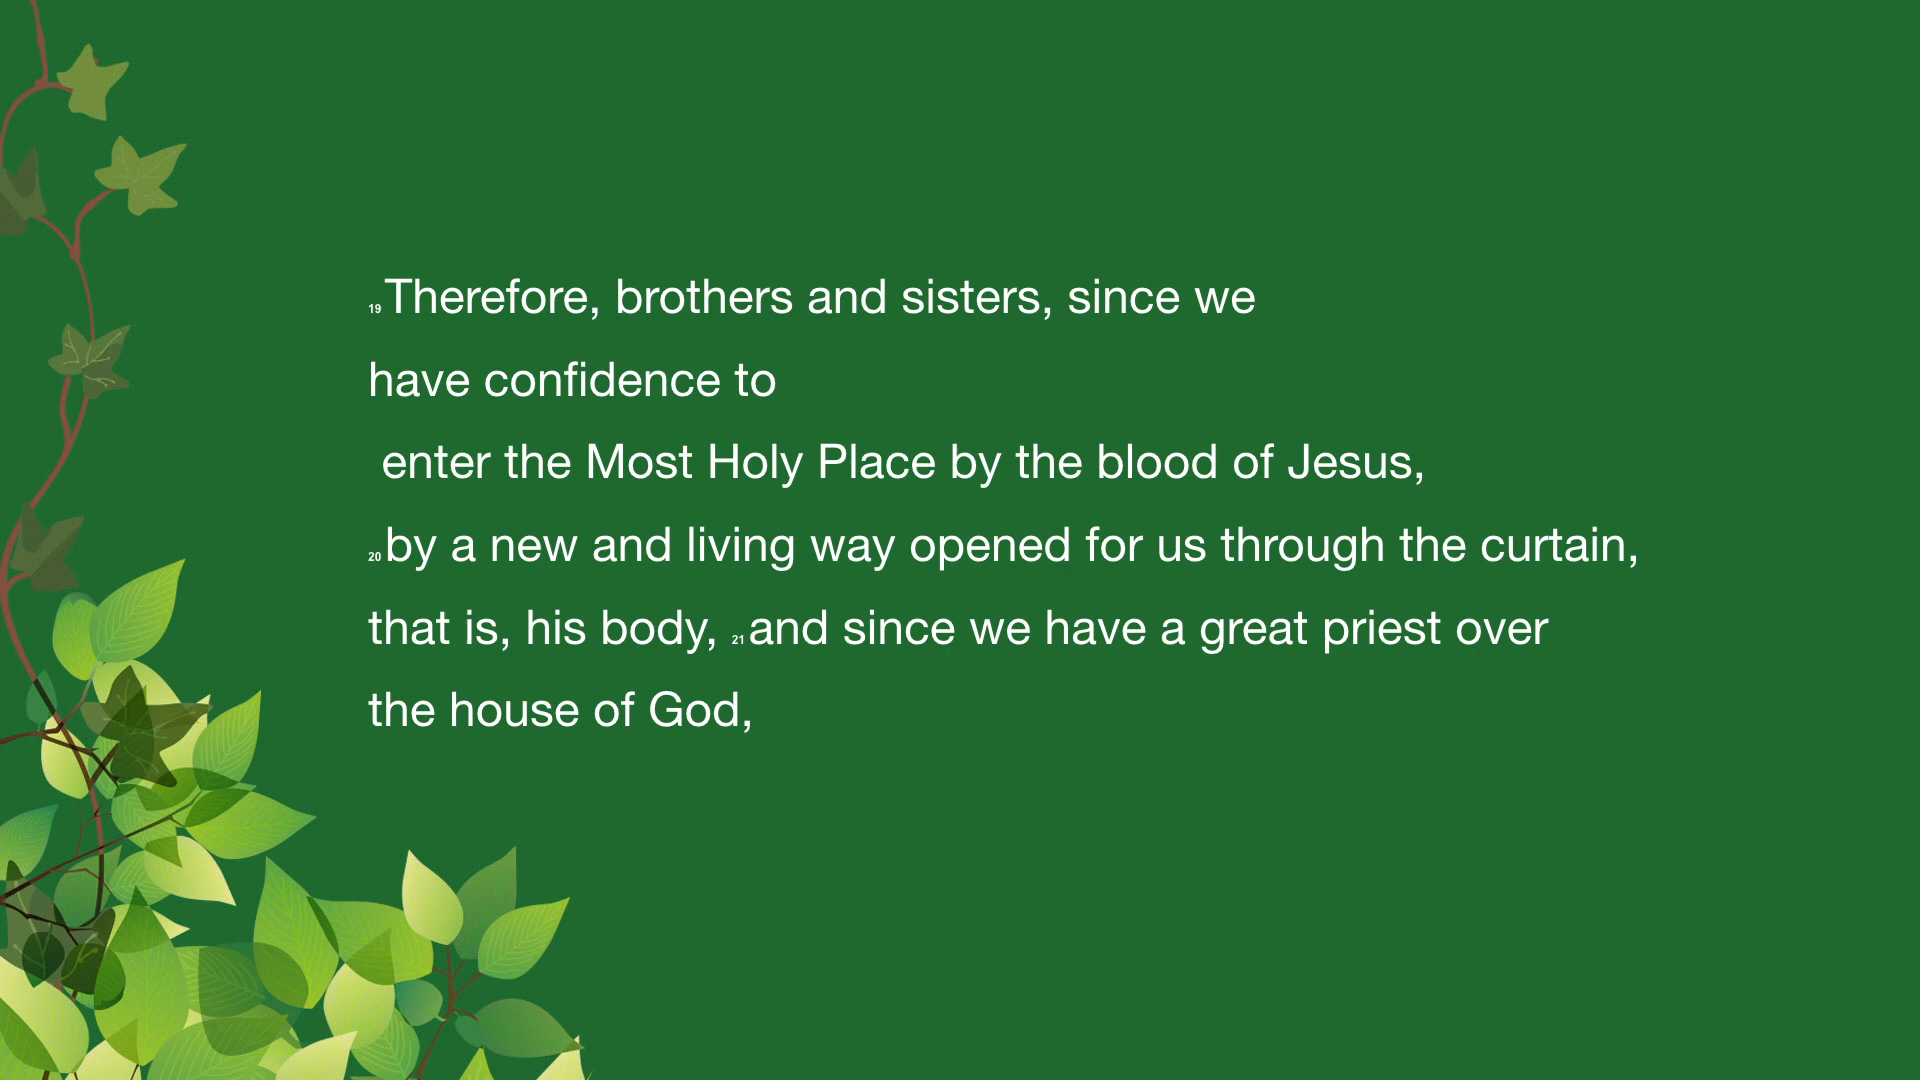 19Therefore, brothers and sisters, since we
have confidence to
enter the Most Holy Place by the blood of Jesus,
20by a new and living way opened for us through the curtain,
that is, his body, 21and since we have a great priest over
the house of God,